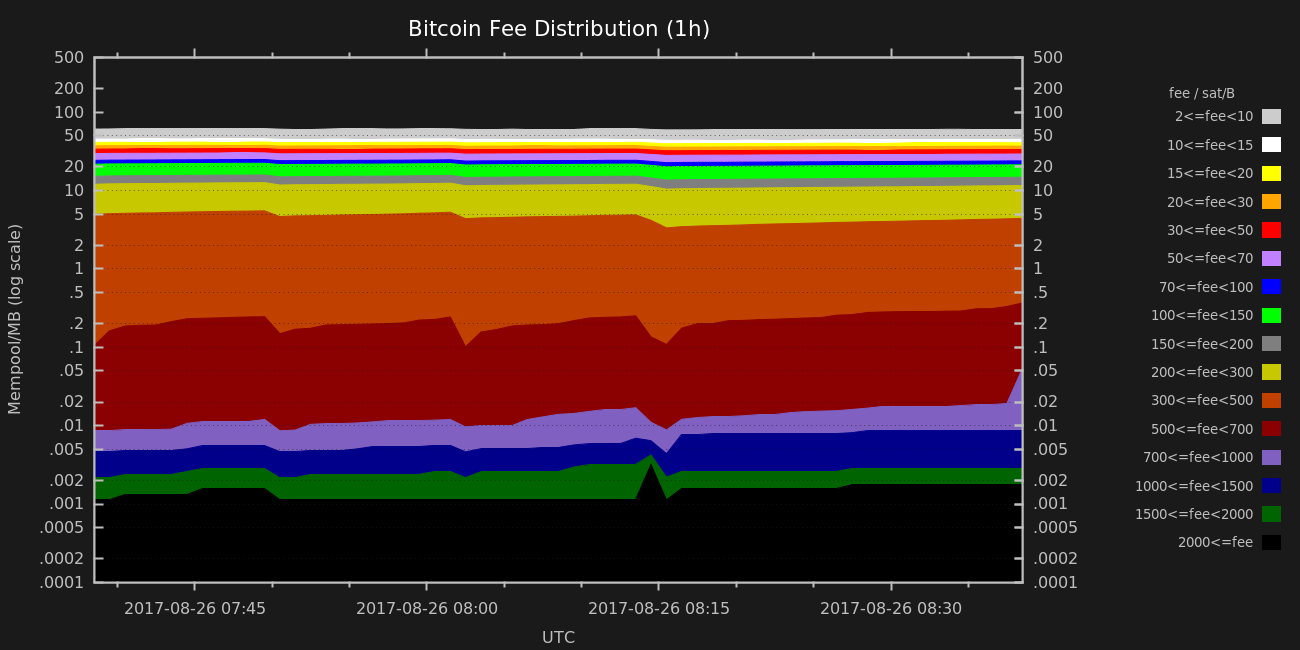 Bitcoin Fee Distribution (1h)
500 500
200 200
100 100
50 50
20 20
10 10
5 5
2 2
1 1
.5 .5
.2 .2
.1 .1
.05 .05
.02 .02
.01 .01
.005 .005
.002 .002
.001 .001
.0005 .0005
.0002 .0002
.0001 .0001
Mempool/MB (log scale)
2017-08-26 07:45 2017-08-26 08:00 2017-08-26 08:15 2017-08-26 08:30
UTC
fee / sat/B
2<=fee<10
10<=fee<15
15<=fee<20
20<=fee<30
30<=fee<50
50<=fee<70
70<=fee<100
100<=fee<150
150<=fee<200
200<=fee<300
300<=fee<500
500<=fee<700
700<=fee<1000
1000<=fee<1500
1500<=fee<2000
2000<=fee